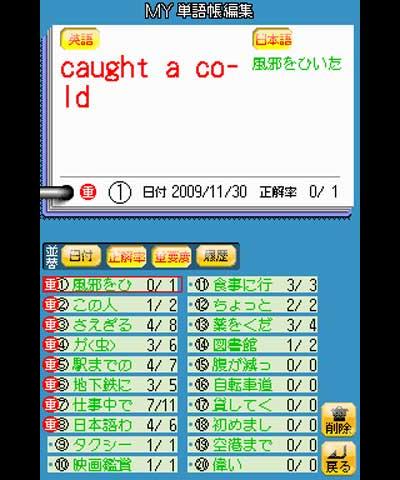 MY 単語帳編集
英語
日本語
caught a co-
ld
風邪をひいた
重 ① 日付 2009/11/30 正解率 0/ 1
並替 日付 正解率 重要度 履歴
重① 風邪をひ 0/ 1
重② この人 1/ 2
重③ さえぎる 4/ 8
重④ が(虫) 3/ 6
重⑤ 駅までの 4/ 7
重⑥ 地下鉄に 3/ 5
重⑦ 仕事中で 7/11
重⑧ 日本語わ 4/ 6
⑨ タクシー 1/ 1
⑩ 映画鑑賞 1/ 1
⑪ 食事に行 3/ 3
⑫ ちょっと 2/ 2
⑬ 薬をくだ 3/ 4
⑭ 図書館 1/ 2
⑮ 腹が減っ 0/ 0
⑯ 自転車道 0/ 0
⑰ 貸してく 0/ 0
⑱ 初めまし 0/ 0
⑲ 空港まで 0/ 0
⑳ 偉い 0/ 0
削除
戻る